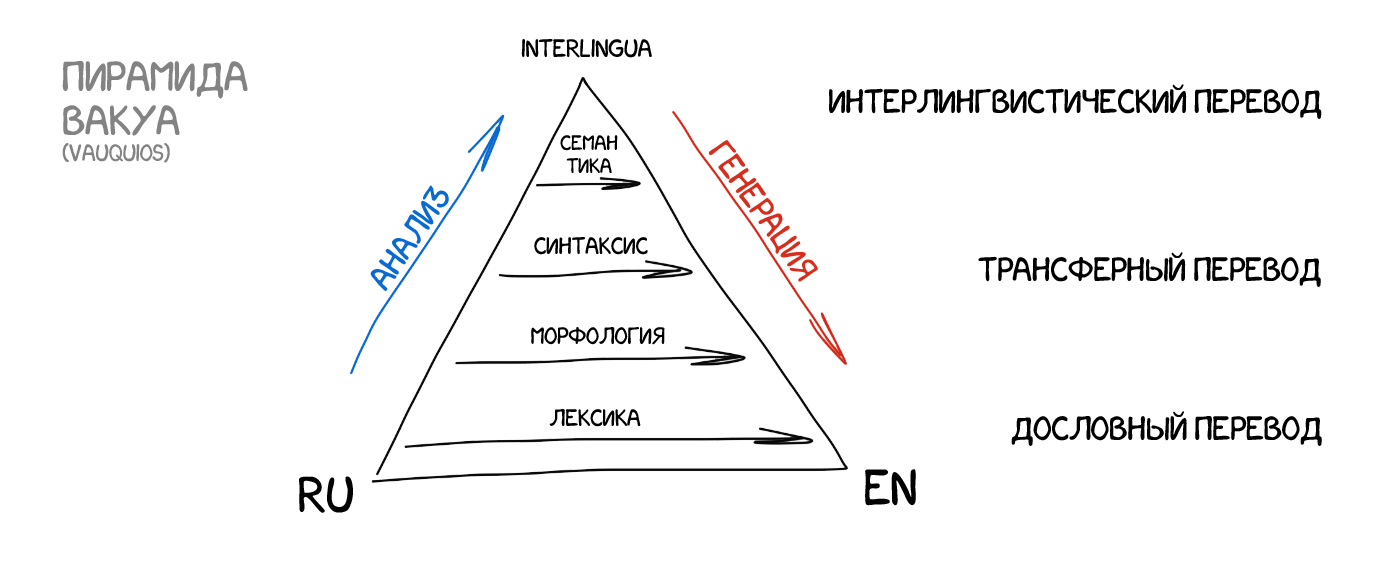 ПИРАМИДА
ВАКУА
(VAUQUIOS)
INTERLINGUA
ИНТЕРЛИНГВИСТИЧЕСКИЙ ПЕРЕВОД
СЕМАН
ТИКА
АНАЛИЗ
ГЕНЕРАЦИЯ
СИНТАКСИС
ТРАНСФЕРНЫЙ ПЕРЕВОД
МОРФОЛОГИЯ
ЛЕКСИКА
ДОСЛОВНЫЙ ПЕРЕВОД
RU
EN